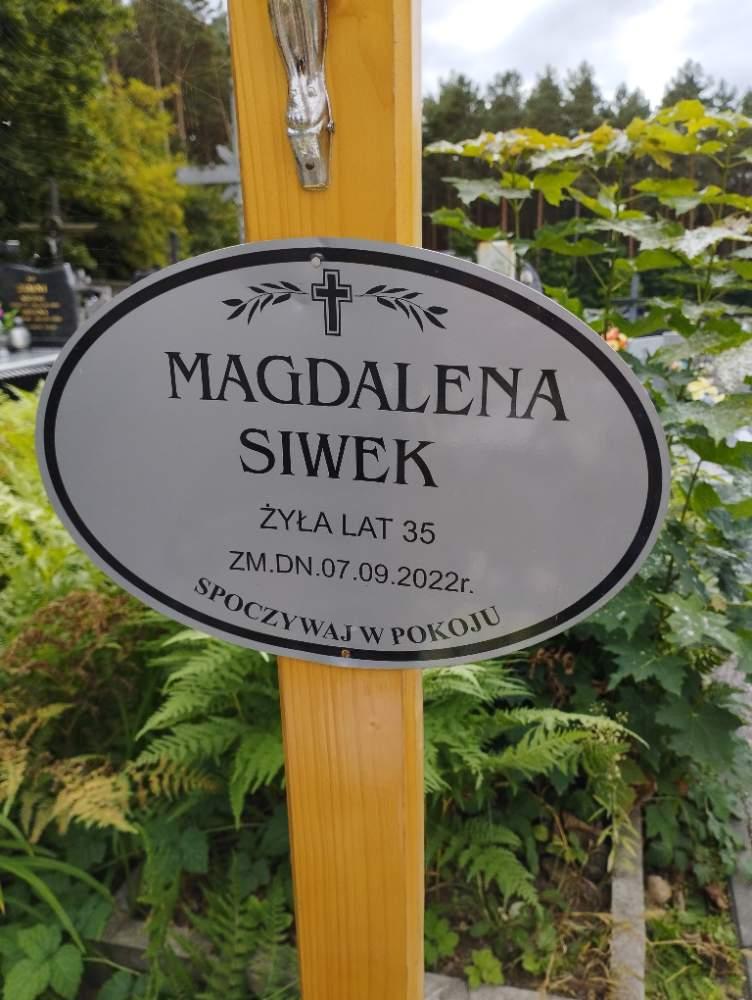 MAGDALENA
SIWEK
ŻYŁA LAT 35
ZM.DN.07.09.2022r.
SPOCZYWAJ W POKOJU